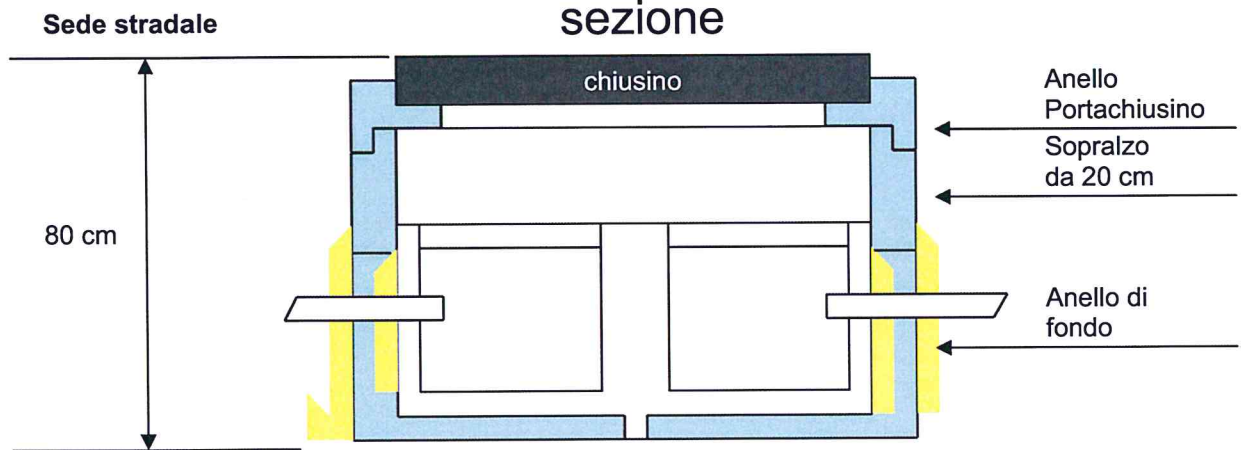 sezione
Sede stradale
chiusino
Anello
Portachiusino
Sopralzo
da 20 cm
80 cm
Anello di
fondo